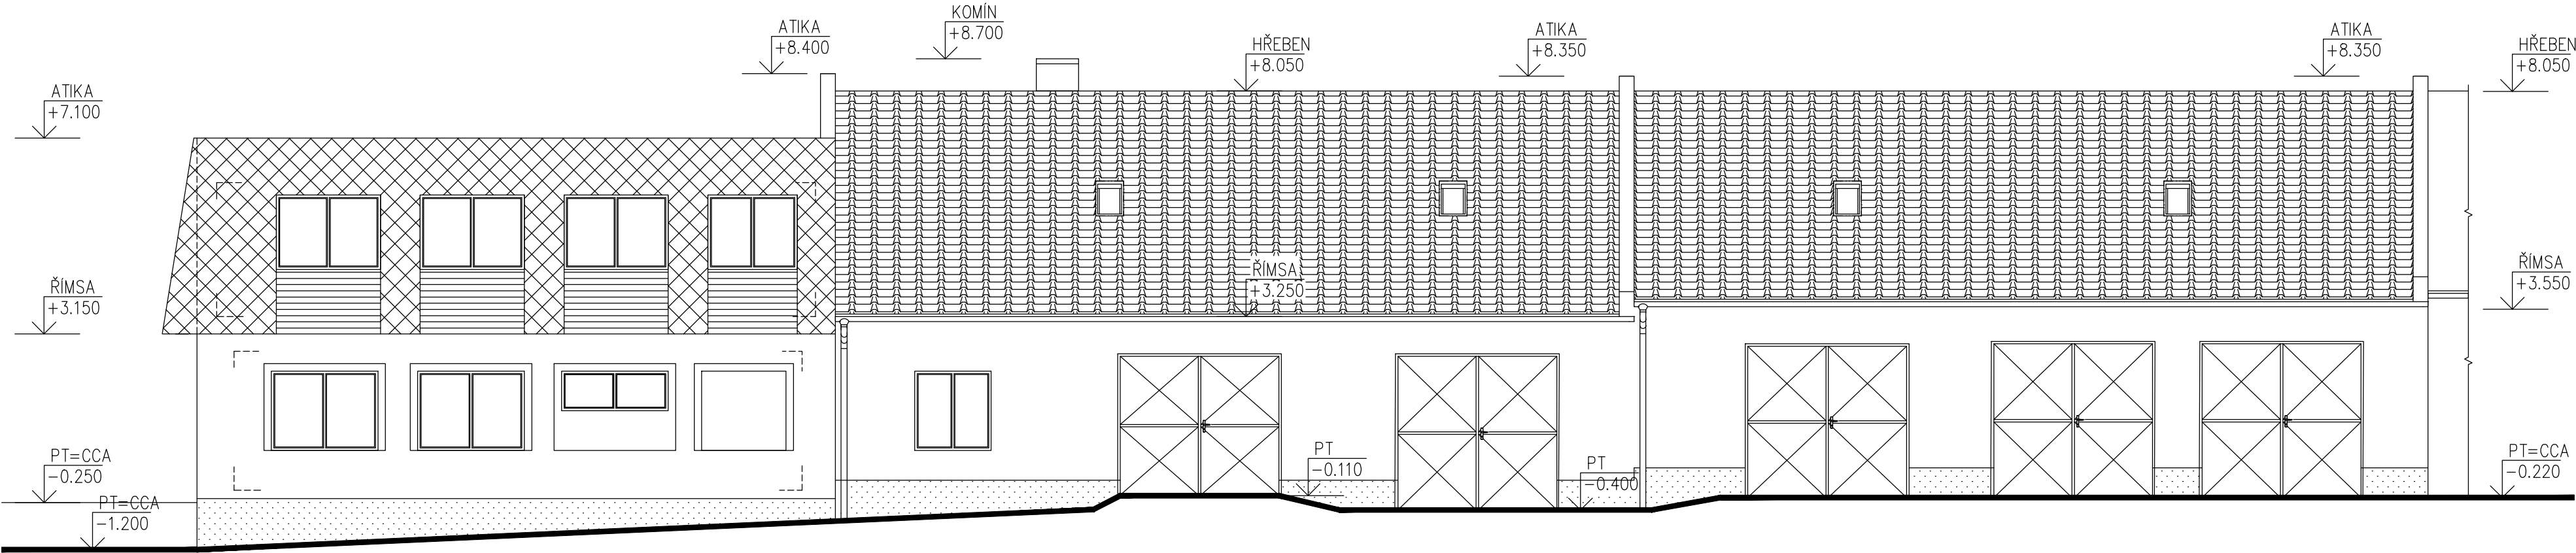 ATIKA
+7.100
ŘÍMSA
+3.150
PT=CCA
-0.250
PT=CCA
-1.200
ATIKA
+8.400
KOMÍN
+8.700
HŘEBEN
+8.050
ŘÍMSA
+3.250
PT
-0.110
ATIKA
+8.350
PT
-0.400
ATIKA
+8.350
HŘEBEN
+8.050
ŘÍMSA
+3.550
PT=CCA
-0.220